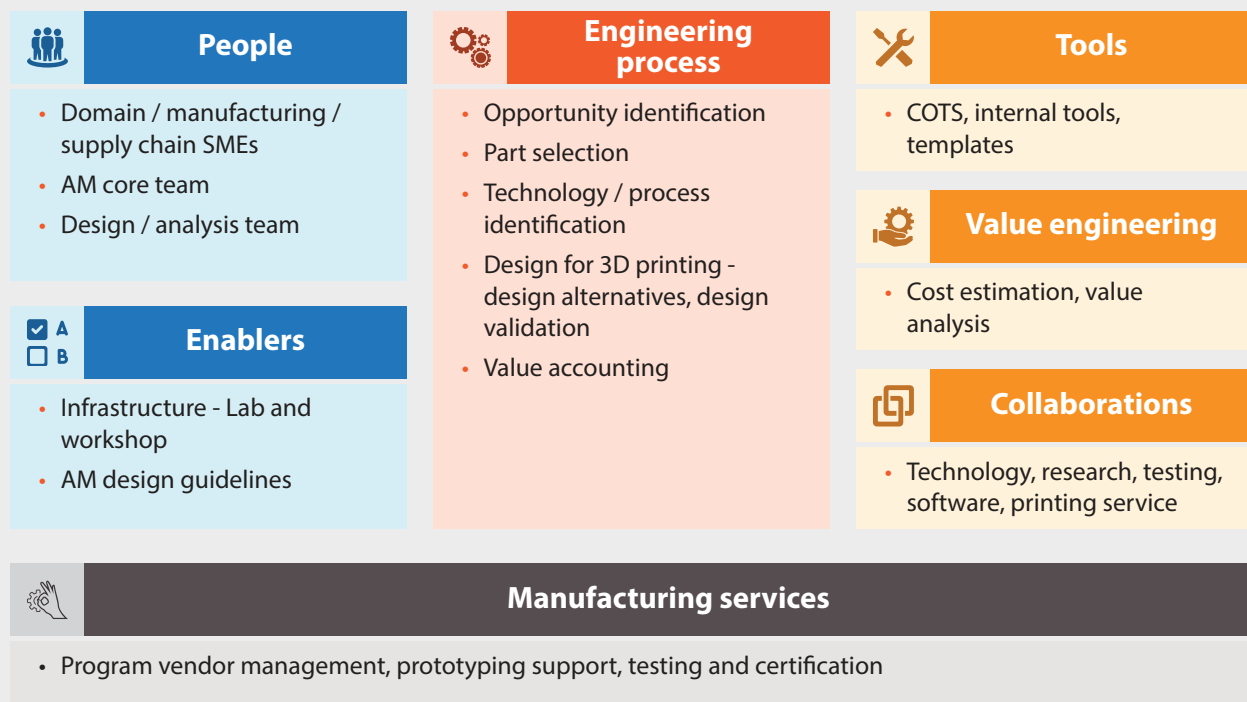 People
• Domain / manufacturing /
supply chain SMEs
• AM core team
• Design / analysis team
A
B
Enablers
• Infrastructure - Lab and
workshop
• AM design guidelines
Engineering
process
• Opportunity identification
• Part selection
• Technology / process
identification
• Design for 3D printing -
design alternatives, design
validation
• Value accounting
Tools
• COTS, internal tools,
templates
Value engineering
• Cost estimation, value
analysis
Collaborations
• Technology, research, testing,
software, printing service
Manufacturing services
• Program vendor management, prototyping support, testing and certification